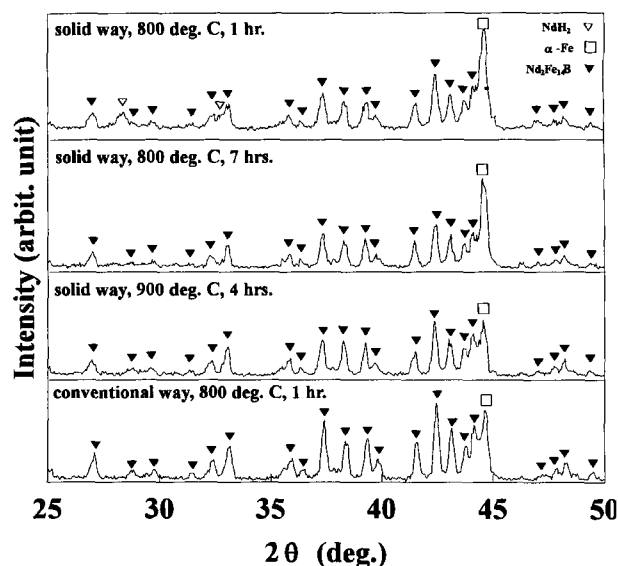 solid way, 800 deg. C, 1 hr.
NdH₂
α-Fe
Nd₂Fe₁₄B
solid way, 800 deg. C, 7 hrs.
solid way, 900 deg. C, 4 hrs.
conventional way, 800 deg. C, 1 hr.
Intensity (arbit. unit)
25 30 35 40 45 50
2θ (deg.)